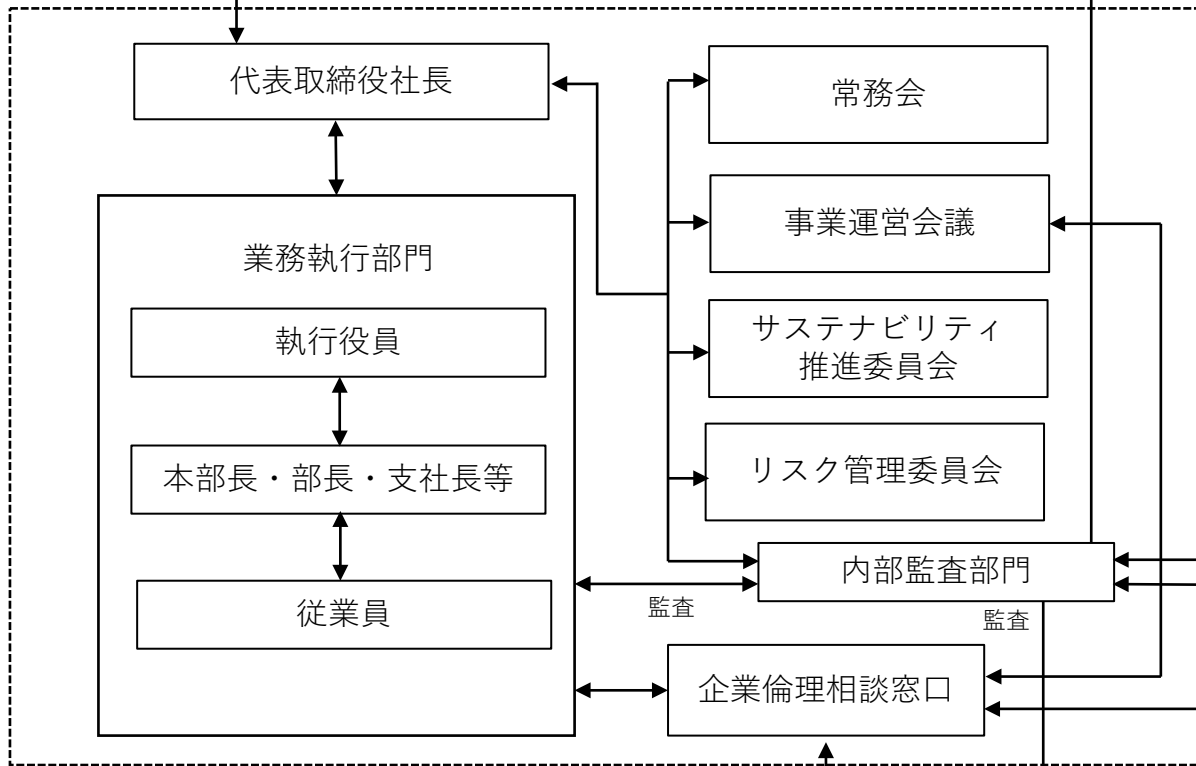 代表取締役社長
常務会
事業運営会議
業務執行部門
サステナビリティ
推進委員会
執行役員
リスク管理委員会
本部長・部長・支社長等
内部監査部門
従業員
監査
監査
企業倫理相談窓口